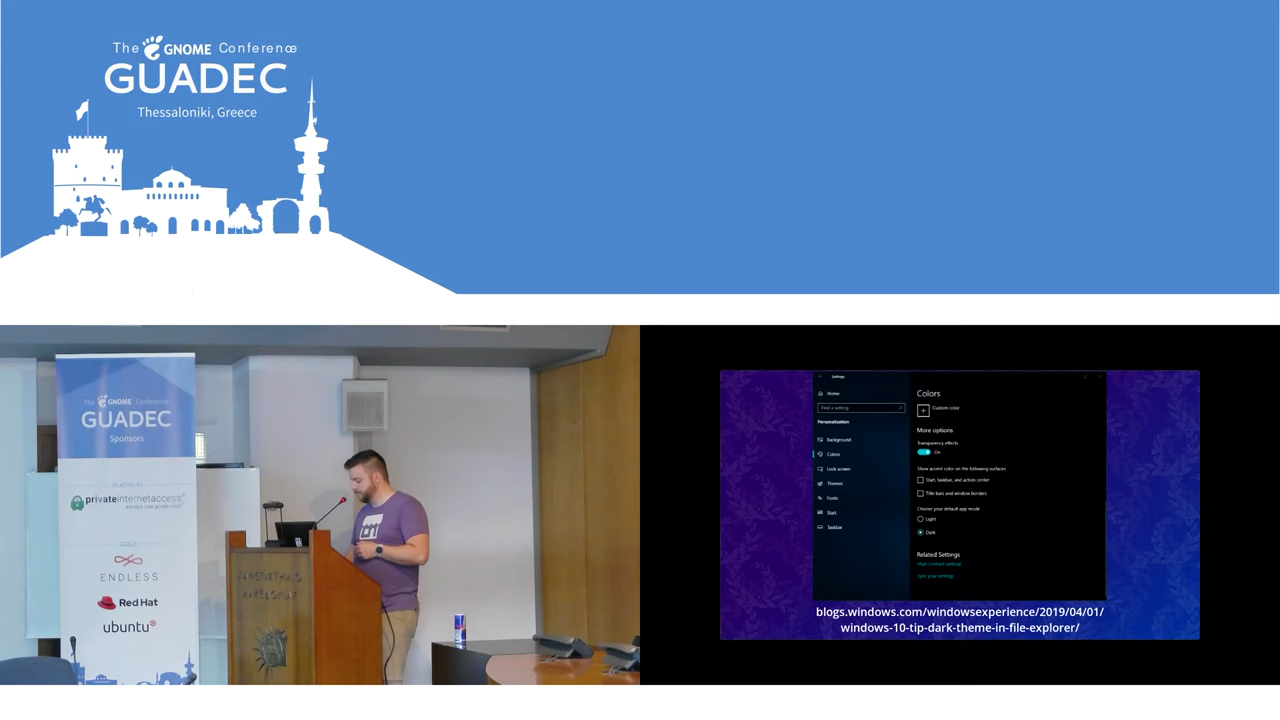 The GNOME Conference
GUADEC
Thessaloniki, Greece
The GNOME Conference
GUADEC
Sponsors
PLATINUM
privateinternetaccess
always use protection
GOLD
ENDLESS
Red Hat
ubuntu
Settings
Home
Find a setting
Personalization
Background
Colors
Lock screen
Themes
Fonts
Start
Taskbar
Colors
Custom color
More options
Transparency effects
On
Show accent color on the following surfaces
Start, taskbar, and action center
Title bars and window borders
Choose your default app mode
Light
Dark
Related Settings
High contrast settings
Sync your settings
blogs.windows.com/windowsexperience/2019/04/01/
windows-10-tip-dark-theme-in-file-explorer/